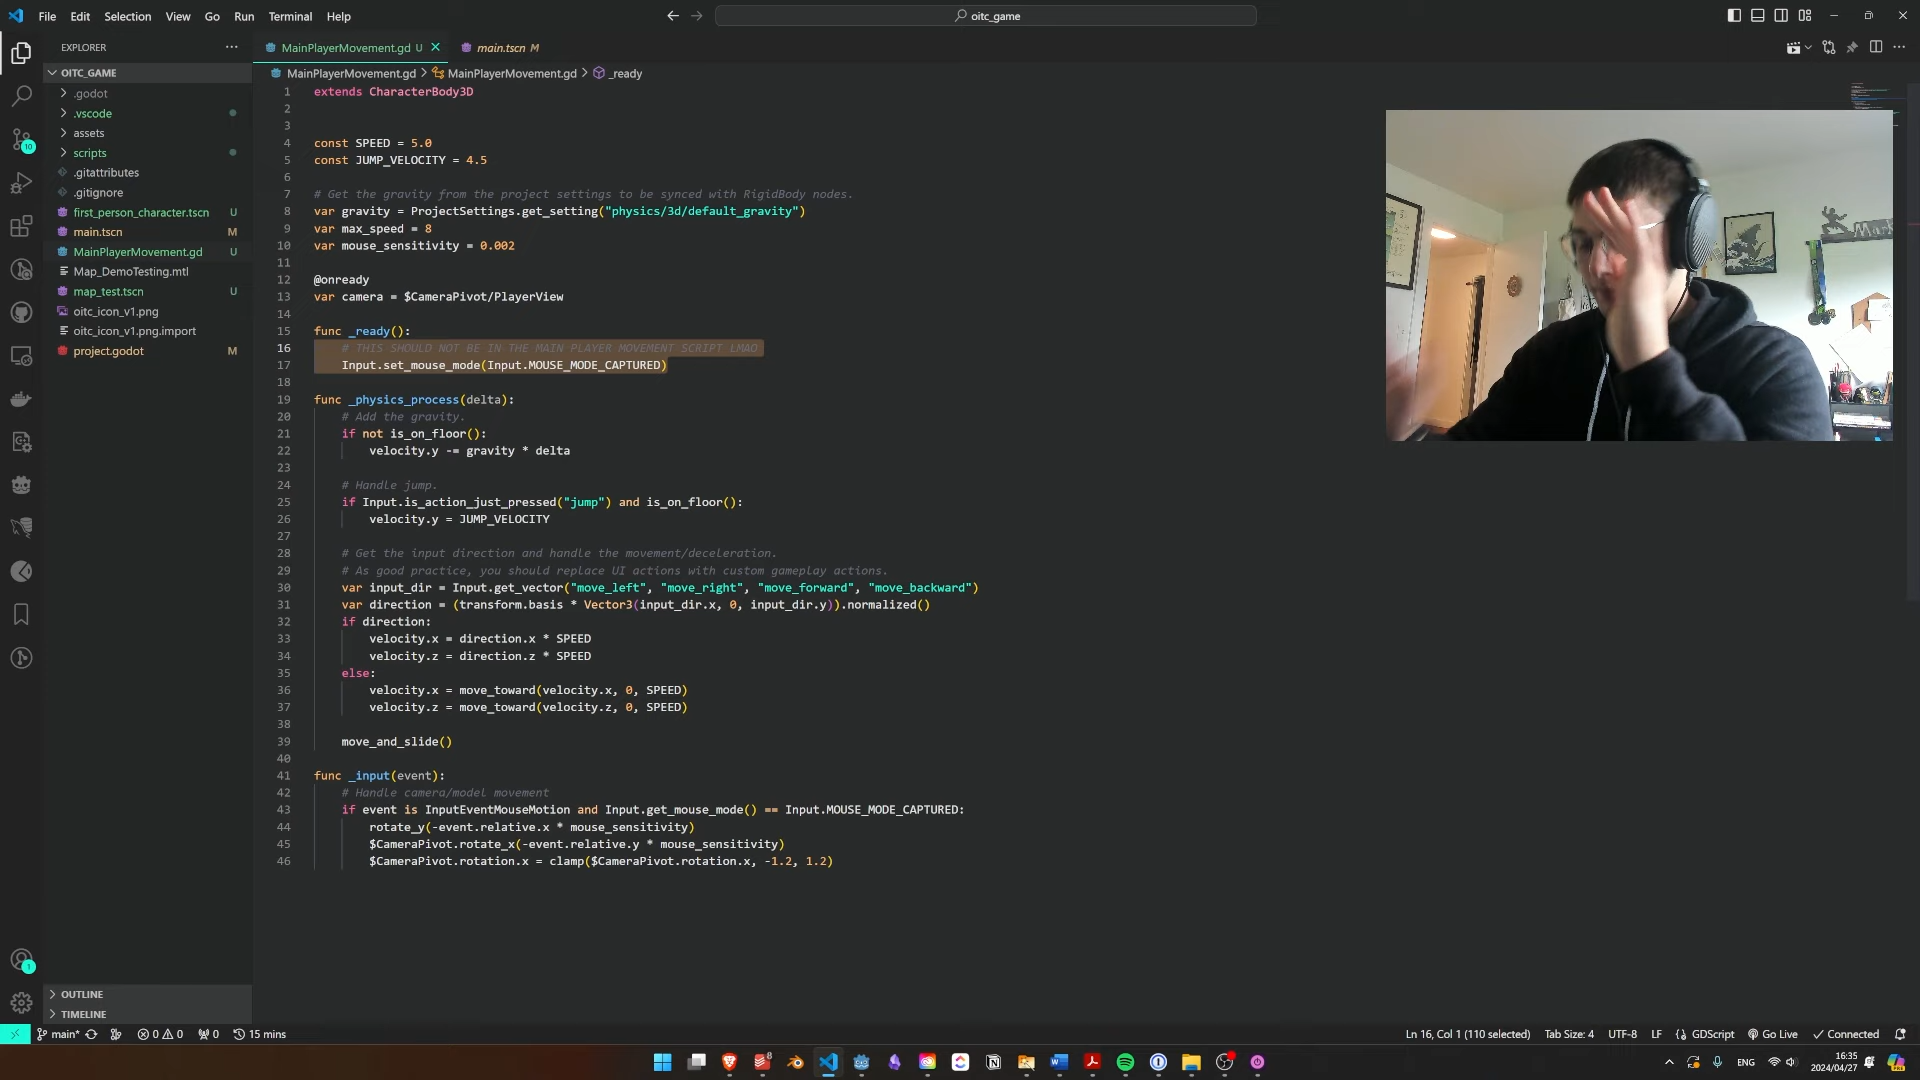 File Edit Selection View Go Run Terminal Help
oitc_game
EXPLORER
MainPlayerMovement.gd U
main.tscn M
OITC_GAME
.godot
.vscode
assets
scripts
.gitattributes
.gitignore
first_person_character.tscn U
main.tscn M
MainPlayerMovement.gd U
Map_DemoTesting.mtl
map_test.tscn U
oitc_icon_v1.png
oitc_icon_v1.png.import
project.godot M
10
1
OUTLINE
TIMELINE
MainPlayerMovement.gd > MainPlayerMovement.gd > _ready
1 extends CharacterBody3D
2
3
4 const SPEED = 5.0
5 const JUMP_VELOCITY = 4.5
6
7 # Get the gravity from the project settings to be synced with RigidBody nodes.
8 var gravity = ProjectSettings.get_setting("physics/3d/default_gravity")
9 var max_speed = 8
10 var mouse_sensitivity = 0.002
11
12 @onready
13 var camera = $CameraPivot/PlayerView
14
15 func _ready():
16 # THIS SHOULD NOT BE IN THE MAIN PLAYER MOVEMENT SCRIPT LMAO
17 Input.set_mouse_mode(Input.MOUSE_MODE_CAPTURED)
18
19 func _physics_process(delta):
20 # Add the gravity.
21 if not is_on_floor():
22 velocity.y -= gravity * delta
23
24 # Handle jump.
25 if Input.is_action_just_pressed("jump") and is_on_floor():
26 velocity.y = JUMP_VELOCITY
27
28 # Get the input direction and handle the movement/deceleration.
29 # As good practice, you should replace UI actions with custom gameplay actions.
30 var input_dir = Input.get_vector("move_left", "move_right", "move_forward", "move_backward")
31 var direction = (transform.basis * Vector3(input_dir.x, 0, input_dir.y)).normalized()
32 if direction:
33 velocity.x = direction.x * SPEED
34 velocity.z = direction.z * SPEED
35 else:
36 velocity.x = move_toward(velocity.x, 0, SPEED)
37 velocity.z = move_toward(velocity.z, 0, SPEED)
38
39 move_and_slide()
40
41 func _input(event):
42 # Handle camera/model movement
43 if event is InputEventMouseMotion and Input.get_mouse_mode() == Input.MOUSE_MODE_CAPTURED:
44 rotate_y(-event.relative.x * mouse_sensitivity)
45 $CameraPivot.rotate_x(-event.relative.y * mouse_sensitivity)
46 $CameraPivot.rotation.x = clamp($CameraPivot.rotation.x, -1.2, 1.2)
main* 0 0 0 15 mins
Ln 16, Col 1 (110 selected) Tab Size: 4 UTF-8 LF GDScript Go Live Connected
8
ENG
16:35
2024/04/27